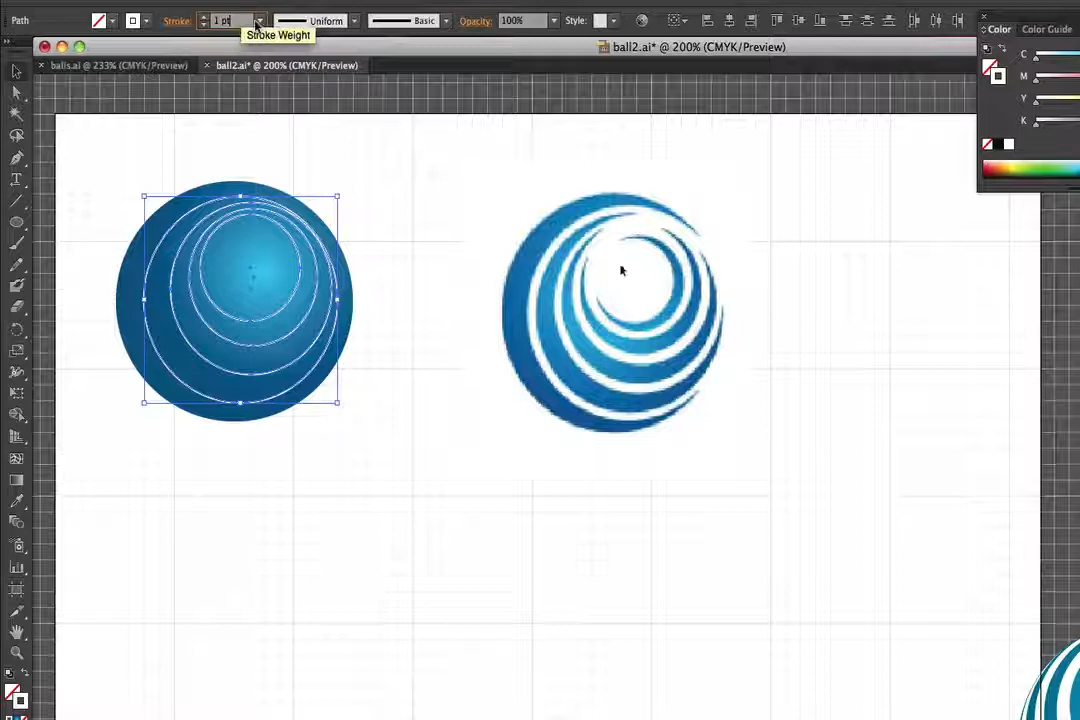 Path Stroke: 1 pt Uniform Basic Opacity: 100% Style:
Stroke Weight
ball2.ai* @ 200% (CMYK/Preview)
× balls.ai @ 233% (CMYK/Preview) × ball2.ai* @ 200% (CMYK/Preview)
Color Color Guide
C
M
Y
K